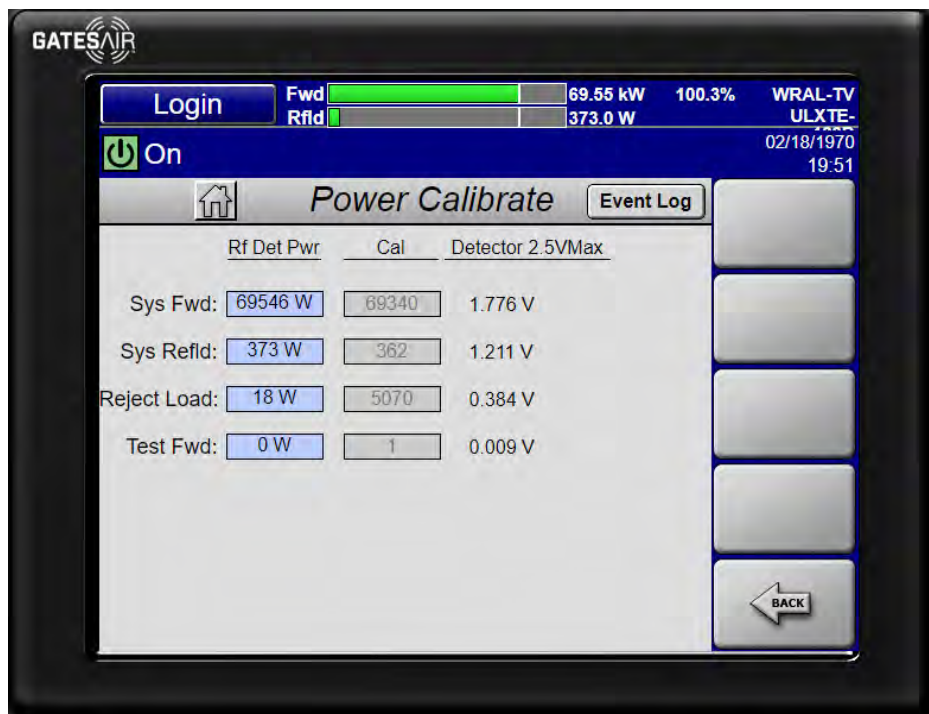 GATESAIR
Login
Fwd 69.55 kW 100.3% WRAL-TV
Rfld 373.0 W ULXTE-
On
02/18/1970
19:51
Power Calibrate Event Log
Rf Det Pwr Cal Detector 2.5VMax
Sys Fwd: 69546 W 69340 1.776 V
Sys Refld: 373 W 362 1.211 V
Reject Load: 18 W 5070 0.384 V
Test Fwd: 0 W 1 0.009 V
BACK